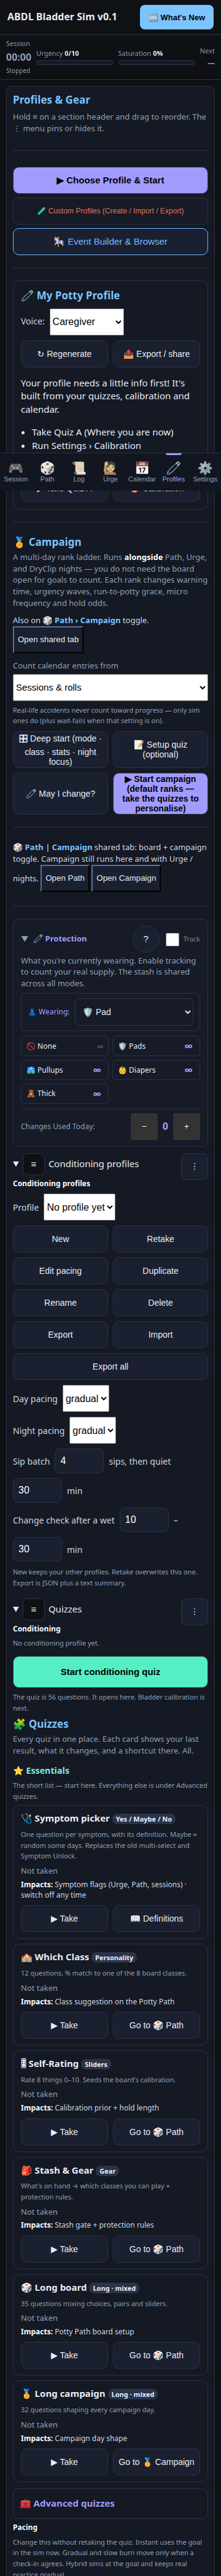 ABDL Bladder Sim v0.1
🆕 What's New
Session
00:00
Stopped
Urgency 0/10
Saturation 0%
Next
—
Profiles & Gear
Hold ≡ on a section header and drag to reorder. The
⋮ menu pins or hides it.
▶ Choose Profile & Start
🧪 Custom Profiles (Create / Import / Export)
🎠 Event Builder & Browser
🧷 My Potty Profile
Voice: Caregiver
↻ Regenerate
📤 Export / share
Your profile needs a little info first! It's
built from your quizzes, calibration and
calendar.
• Take Quiz A (Where you are now)
• Run Settings › Calibration
Session
Path
Log
Urge
Calendar
Profiles
Settings
🏅 Campaign
A multi-day rank ladder. Runs alongside Path, Urge,
and DryClip nights — you do not need the board
open for goals to count. Each rank changes warning
time, urgency waves, run-to-potty grace, micro
frequency and hold odds.
Also on 🎲 Path › Campaign toggle.
Open shared tab
Count calendar entries from
Sessions & rolls
Real-life accidents never count toward progress — only sim
ones do (plus wait-fails when that setting is on).
🎛 Deep start (mode ·
class · stats · night
focus)
📝 Setup quiz
(optional)
🧷 May I change?
▶ Start campaign
(default ranks —
take the quizzes to
personalise)
🎲 Path | Campaign shared tab: board + campaign
toggle. Campaign still runs here and with Urge /
nights. Open Path Open Campaign
▼ 🧷 Protection
?
Track
What you're currently wearing. Enable tracking
to count your real supply. The stash is shared
across all modes.
👗 Wearing: 🛡 Pad
🚫 None ∞
🛡 Pads ∞
🩳 Pullups ∞
👶 Diapers ∞
🧸 Thick ∞
Changes Used Today: − 0 +
▼ ≡ Conditioning profiles ⋮
Conditioning profiles
Profile No profile yet
New
Retake
Edit pacing
Duplicate
Rename
Delete
Export
Import
Export all
Day pacing gradual
Night pacing gradual
Sip batch 4 sips, then quiet
30 min
Change check after a wet 10 –
30 min
New keeps your other profiles. Retake overwrites this one.
Export is JSON plus a text summary.
▼ ≡ Quizzes ⋮
Conditioning
No conditioning profile yet.
Start conditioning quiz
The quiz is 56 questions. It opens here. Bladder calibration is
next.
🧩 Quizzes
Every quiz in one place. Each card shows your last
result, what it changes, and a shortcut there. All.
⭐ Essentials
The short list — start here. Everything else is under Advanced
quizzes.
🩺 Symptom picker Yes / Maybe / No
One question per symptom, with its definition. Maybe =
random some days. Replaces the old multi-select and
Symptom Unlock.
Not taken
Impacts: Symptom flags (Urge, Path, sessions) ·
switch off any time
▶ Take
📖 Definitions
🏫 Which Class Personality
12 questions, % match to one of the 8 board classes.
Not taken
Impacts: Class suggestion on the Potty Path
▶ Take
Go to 🎲 Path
🎚 Self-Rating Sliders
Rate 8 things 0–10. Seeds the board's calibration.
Not taken
Impacts: Calibration prior + hold length
▶ Take
Go to 🎲 Path
🎒 Stash & Gear Gear
What's on hand → which classes you can play +
protection rules.
Not taken
Impacts: Stash gate + protection rules
▶ Take
Go to 🎲 Path
🎲 Long board Long · mixed
35 questions mixing choices, pairs and sliders.
Not taken
Impacts: Potty Path board setup
▶ Take
Go to 🎲 Path
🏅 Long campaign Long · mixed
32 questions shaping every campaign day.
Not taken
Impacts: Campaign day shape
▶ Take
Go to 🏅 Campaign
🧰 Advanced quizzes
Pacing
Change this without retaking the quiz. Instant uses the goal
in the sim now. Gradual and slow burn move only when a
check-in agrees. Hybrid sims at the goal and keeps real
practice gradual.